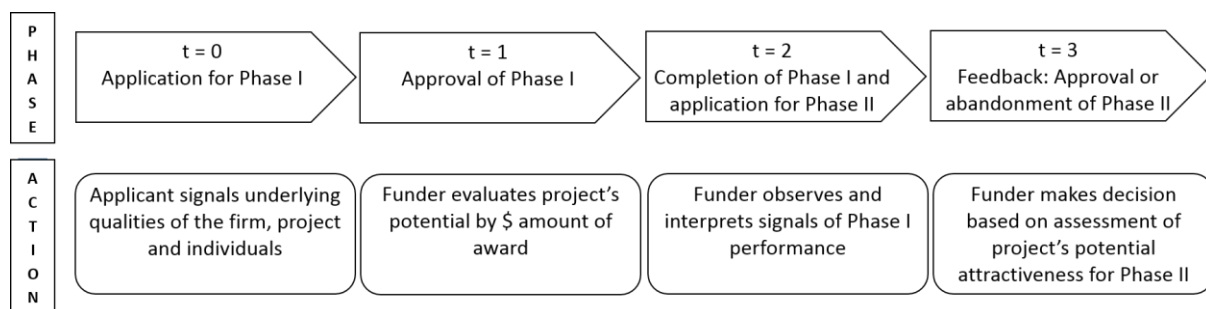 P
H
A
S
E
t = 0
Application for Phase I
t = 1
Approval of Phase I
t = 2
Completion of Phase I and
application for Phase II
t = 3
Feedback: Approval or
abandonment of Phase II
A
C
T
I
O
N
Applicant signals underlying
qualities of the firm, project
and individuals
Funder evaluates project's
potential by $ amount of
award
Funder observes and
interprets signals of Phase I
performance
Funder makes decision
based on assessment of
project's potential
attractiveness for Phase II